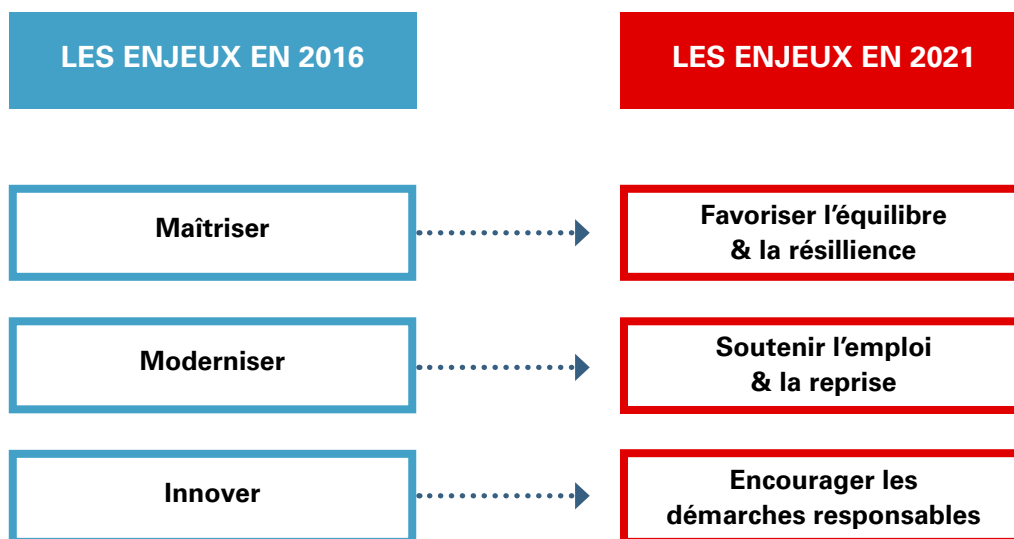 LES ENJEUX EN 2016
LES ENJEUX EN 2021
Maîtriser
Favoriser l’équilibre
& la résillience
Moderniser
Soutenir l’emploi
& la reprise
Innover
Encourager les
démarches responsables